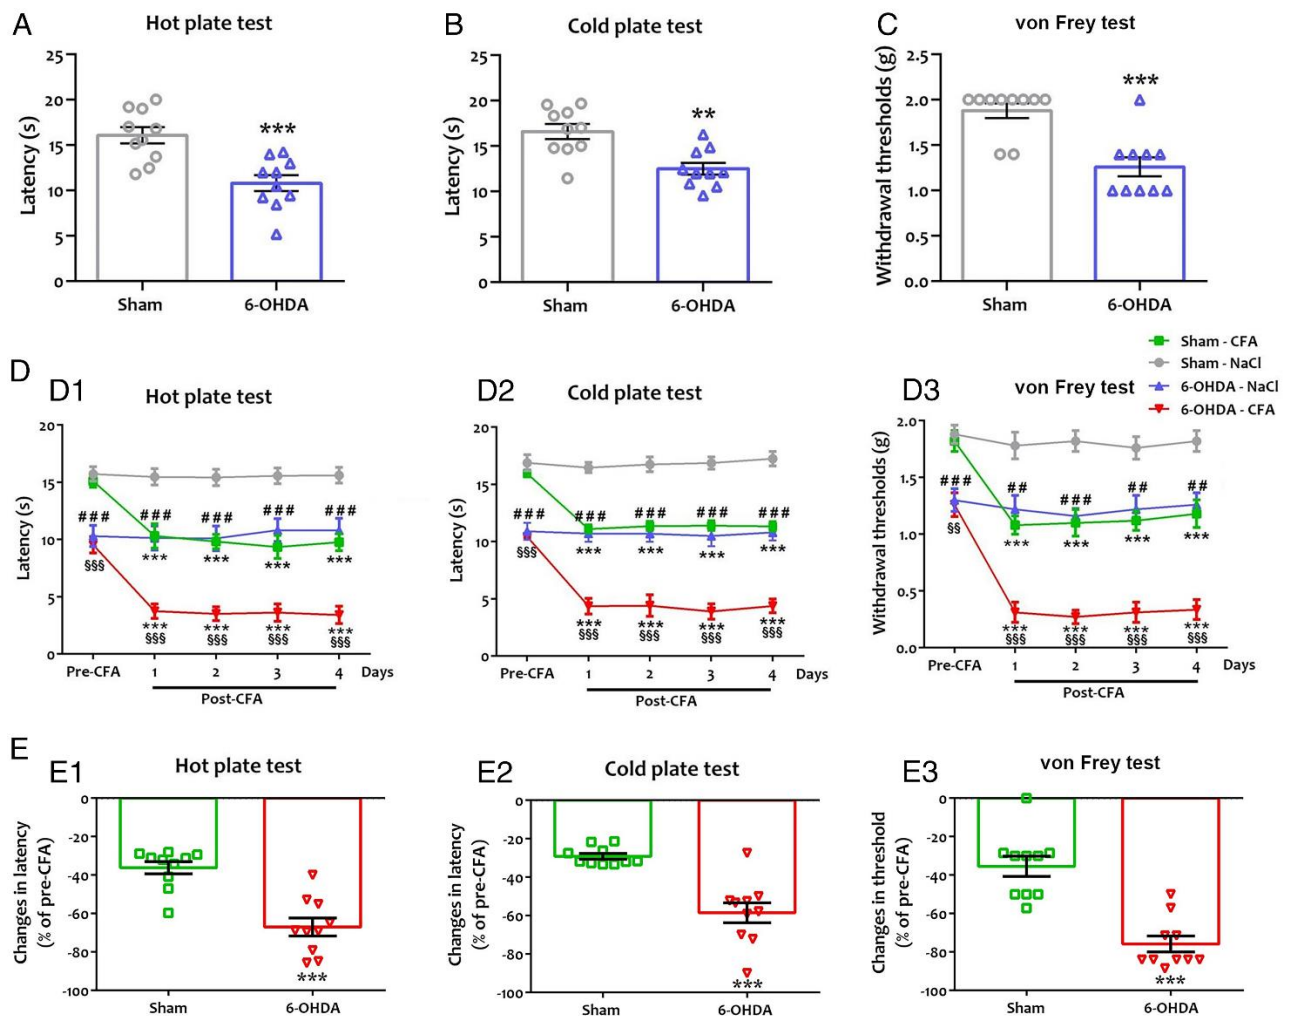 A
Hot plate test
Latency (s)
25
20
15
10
5
0
***
Sham
6-OHDA
B
Cold plate test
Latency (s)
25
20
15
10
5
0
**
Sham
6-OHDA
C
von Frey test
Withdrawal thresholds (g)
2.5
2.0
1.5
1.0
0.5
0.0
***
Sham
6-OHDA
Sham - CFA
Sham - NaCl
6-OHDA - NaCl
6-OHDA - CFA
D
D1
Hot plate test
Latency (s)
20
15
10
5
0
### ### ### ### ###
*** *** *** ***
§§§
*** *** *** ***
§§§ §§§ §§§ §§§
Pre-CFA 1 2 3 4 Days
Post-CFA
D2
Cold plate test
Latency (s)
20
15
10
5
0
### ### ### ### ###
*** *** *** ***
§§§
*** *** *** ***
§§§ §§§ §§§ §§§
Pre-CFA 1 2 3 4 Days
Post-CFA
D3
von Frey test
Withdrawal thresholds (g)
2.0
1.5
1.0
0.5
0.0
### ## ### ## ##
§§
*** *** *** ***
*** *** *** ***
§§§ §§§ §§§ §§§
Pre-CFA 1 2 3 4 Days
Post-CFA
E
E1
Hot plate test
Changes in latency
(% of pre-CFA)
0
-20
-40
-60
-80
-100
***
Sham
6-OHDA
E2
Cold plate test
Changes in latency
(% of pre-CFA)
0
-20
-40
-60
-80
-100
***
Sham
6-OHDA
E3
von Frey test
Changes in threshold
(% of pre-CFA)
0
-20
-40
-60
-80
-100
***
Sham
6-OHDA